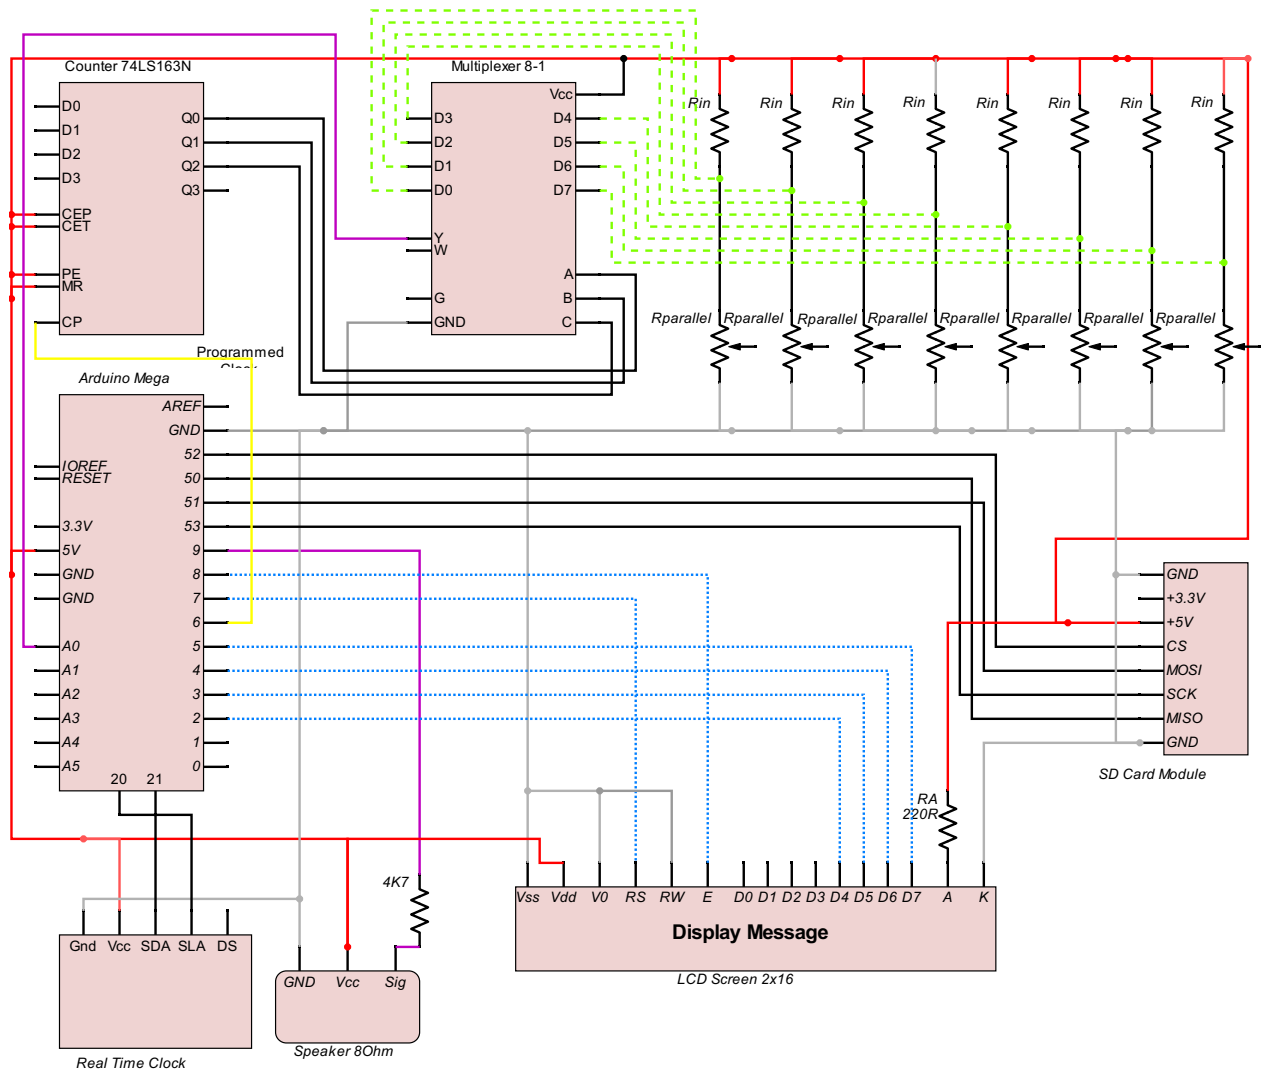 Counter 74LS163N
D0
D1
D2
D3
CEP
CET
PE
MR
CP
Q0
Q1
Q2
Q3
Multiplexer 8-1
Vcc
D3
D2
D1
D0
Y
W
G
GND
D4
D5
D6
D7
A
B
C
Rin
Rin
Rin
Rin
Rin
Rin
Rin
Rin
Rparallel
Rparallel
Rparallel
Rparallel
Rparallel
Rparallel
Rparallel
Rparallel
Programmed
Clock
Arduino Mega
AREF
GND
IOREF
RESET
3.3V
5V
GND
GND
A0
A1
A2
A3
A4
A5
52
50
51
53
9
8
7
6
5
4
3
2
1
0
20
21
GND
+3.3V
+5V
CS
MOSI
SCK
MISO
GND
SD Card Module
RA
220R
4K7
Gnd
Vcc
SDA
SLA
DS
Real Time Clock
GND
Vcc
Sig
Speaker 8Ohm
Vss
Vdd
V0
RS
RW
E
D0
D1
D2
D3
D4
D5
D6
D7
A
K
Display Message
LCD Screen 2x16